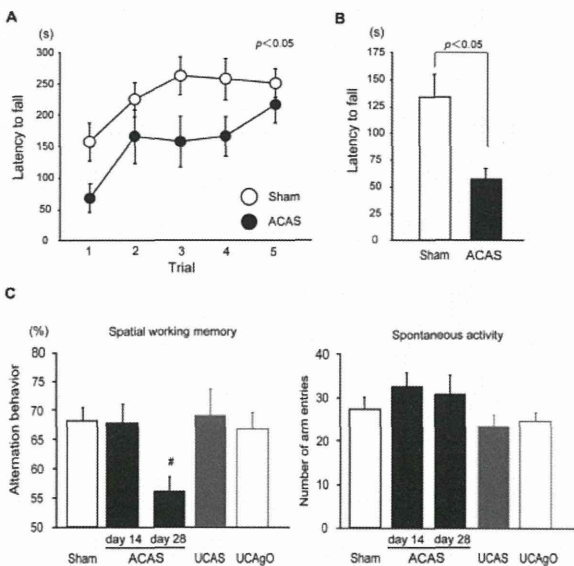 A
(s)
300
250
200
150
100
50
0
Latency to fall
p<0.05
Sham
ACAS
1 2 3 4 5
Trial
B
(s)
175
150
125
100
75
50
25
0
Latency to fall
p<0.05
Sham ACAS
C
(%)
Spatial working memory
80
75
70
65
60
55
50
Alternation behavior
#
day 14 day 28
Sham ACAS UCAS UCAgO
Spontaneous activity
40
30
20
10
0
Number of arm entries
day 14 day 28
Sham ACAS UCAS UCAgO